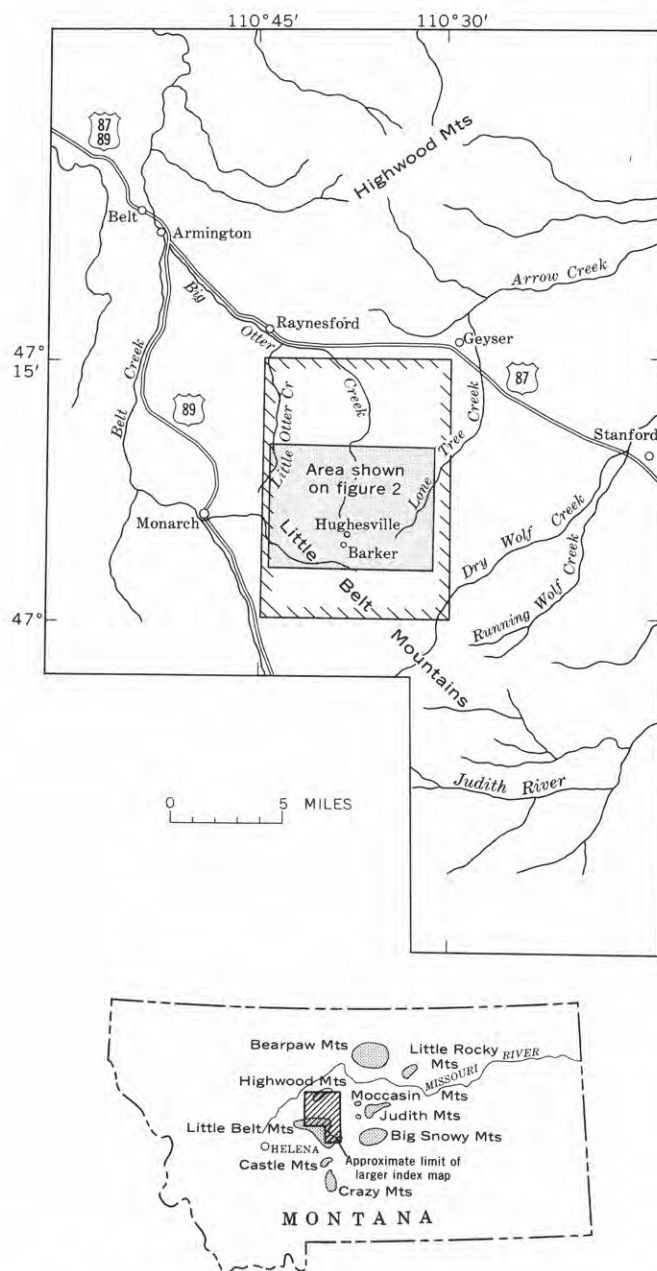 110°45'
110°30'
87
89
Highwood Mts
Belt
Armington
Arrow Creek
Big Otter Creek
Raynesford
Geyser
47°
15'
87
Belt Creek
89
Little Otter Cr
Lone Tree Creek
Stanford
Area shown
on figure 2
Monarch
Hughesville
Barker
Dry Wolf Creek
Running Wolf Creek
Little Belt Mountains
47°
Judith River
0 5 MILES
Bearpaw Mts
Little Rocky
Mts
MISSOURI RIVER
Highwood Mts
Moccasin Mts
Judith Mts
Little Belt Mts
Big Snowy Mts
HELENA
Castle Mts
Approximate limit of
larger index map
Crazy Mts
MONTANA